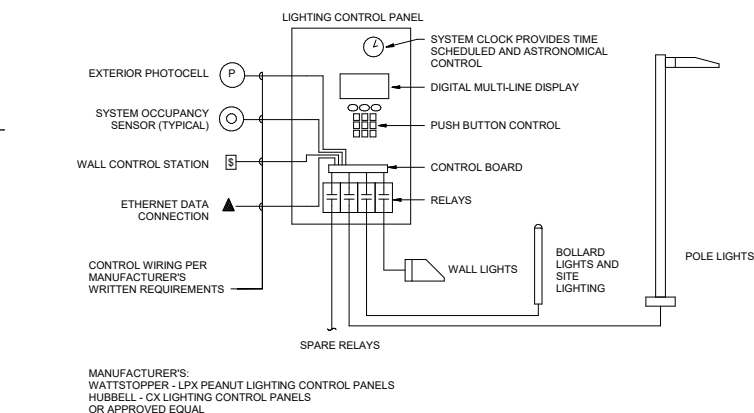 LIGHTING CONTROL PANEL
SYSTEM CLOCK PROVIDES TIME
SCHEDULED AND ASTRONOMICAL
CONTROL
EXTERIOR PHOTOCELL
P
DIGITAL MULTI-LINE DISPLAY
SYSTEM OCCUPANCY
SENSOR (TYPICAL)
PUSH BUTTON CONTROL
WALL CONTROL STATION
$
CONTROL BOARD
ETHERNET DATA
CONNECTION
RELAYS
CONTROL WIRING PER
MANUFACTURER'S
WRITTEN REQUIREMENTS
WALL LIGHTS
BOLLARD
LIGHTS AND
SITE
LIGHTING
POLE LIGHTS
SPARE RELAYS
MANUFACTURER'S:
WATTSTOPPER - LPX PEANUT LIGHTING CONTROL PANELS
HUBBELL - CX LIGHTING CONTROL PANELS
OR APPROVED EQUAL